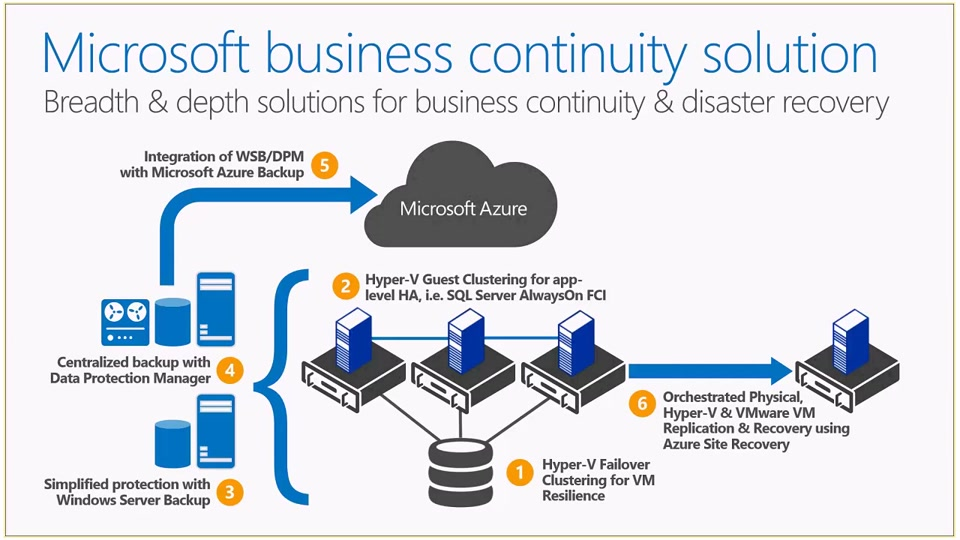 Microsoft business continuity solution
Breadth & depth solutions for business continuity & disaster recovery
Integration of WSB/DPM
with Microsoft Azure Backup
5
Microsoft Azure
2
Hyper-V Guest Clustering for app-
level HA, i.e. SQL Server AlwaysOn FCI
Centralized backup with
Data Protection Manager
4
6
Orchestrated Physical,
Hyper-V & VMware VM
Replication & Recovery using
Azure Site Recovery
1
Hyper-V Failover
Clustering for VM
Resilience
Simplified protection with
Windows Server Backup
3